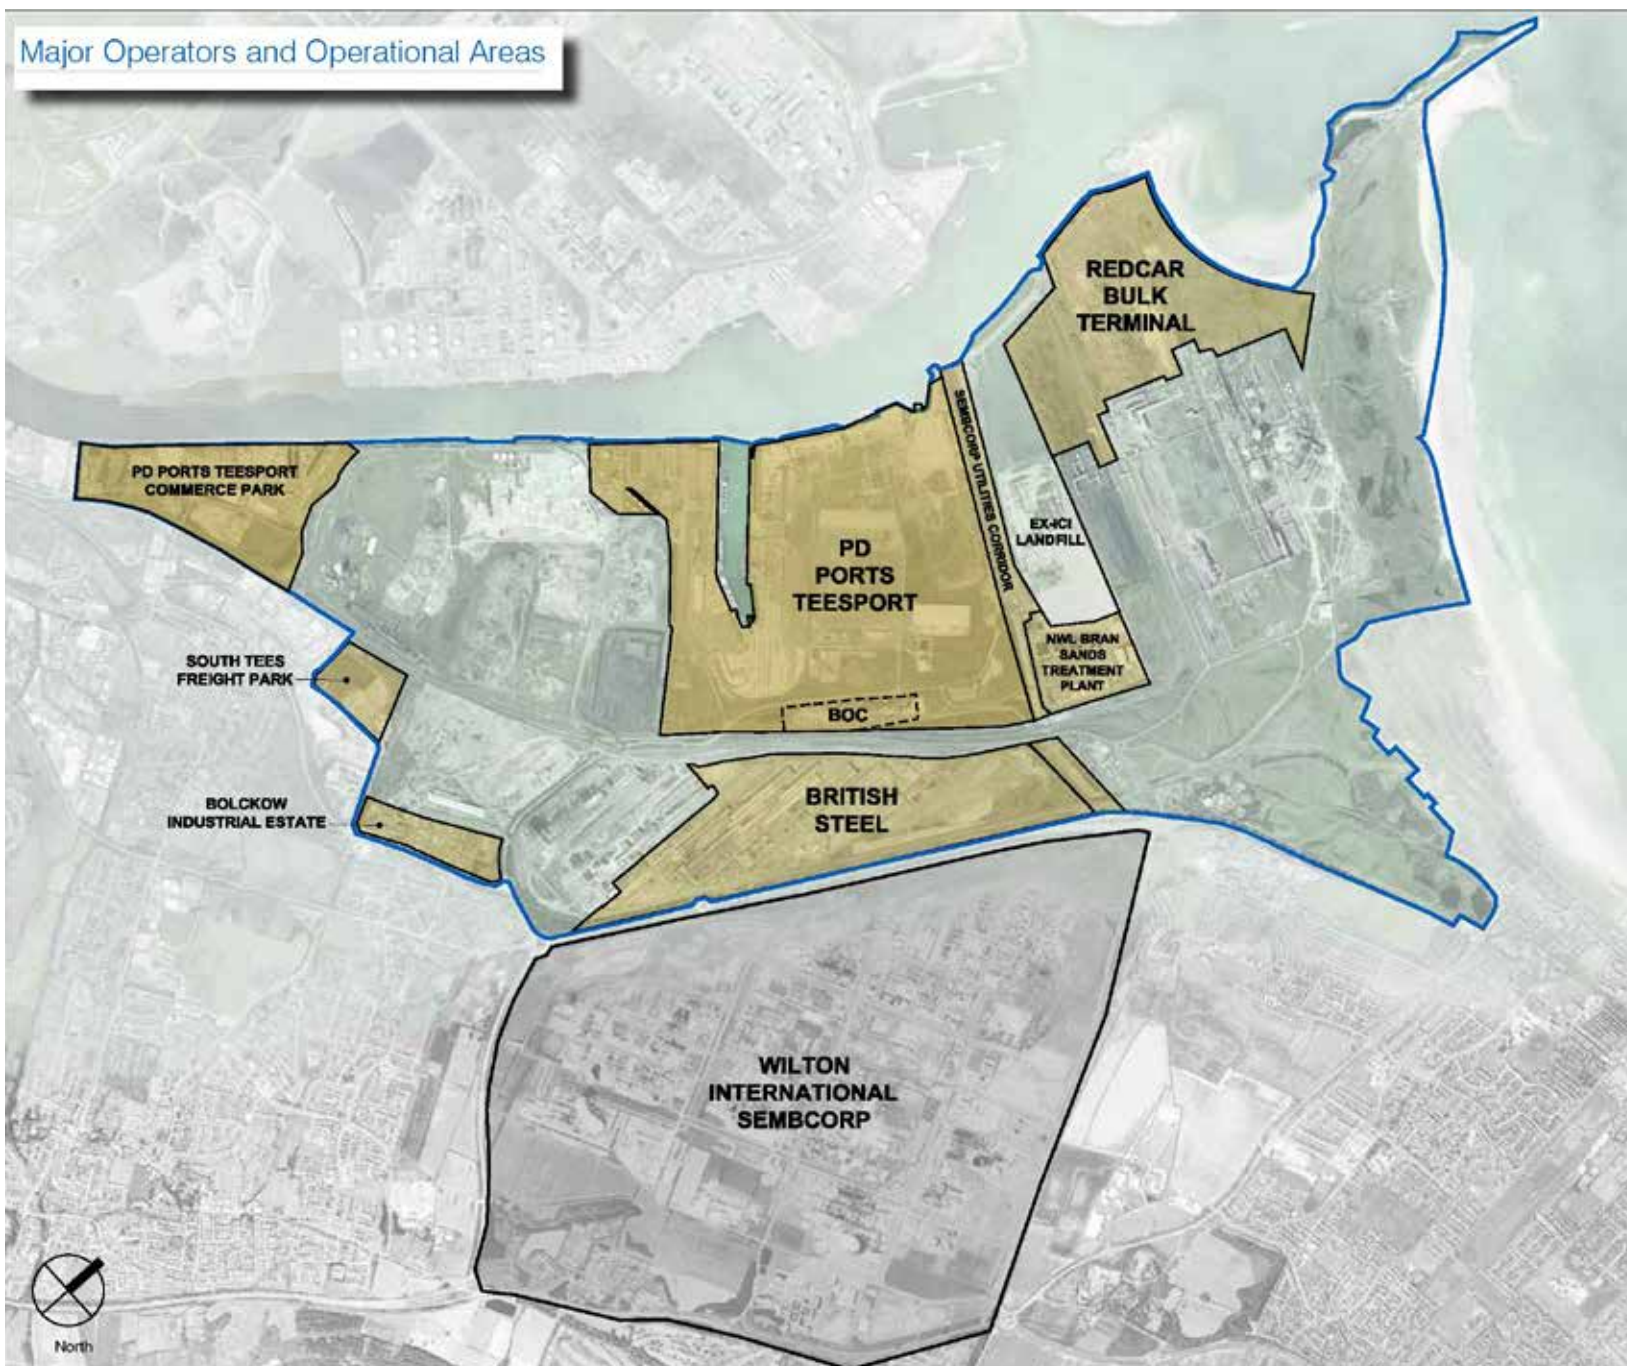 Major Operators and Operational Areas
REDCAR
BULK
TERMINAL
SEMBCORP UTILITIES CORRIDOR
PD PORTS TEESPORT
COMMERCE PARK
EX-ICI
LANDFILL
PD
PORTS
TEESPORT
NWL BRAN
SANDS
TREATMENT
PLANT
SOUTH TEES
FREIGHT PARK
BOC
BRITISH
STEEL
BOLCKOW
INDUSTRIAL ESTATE
WILTON
INTERNATIONAL
SEMBCORP
North